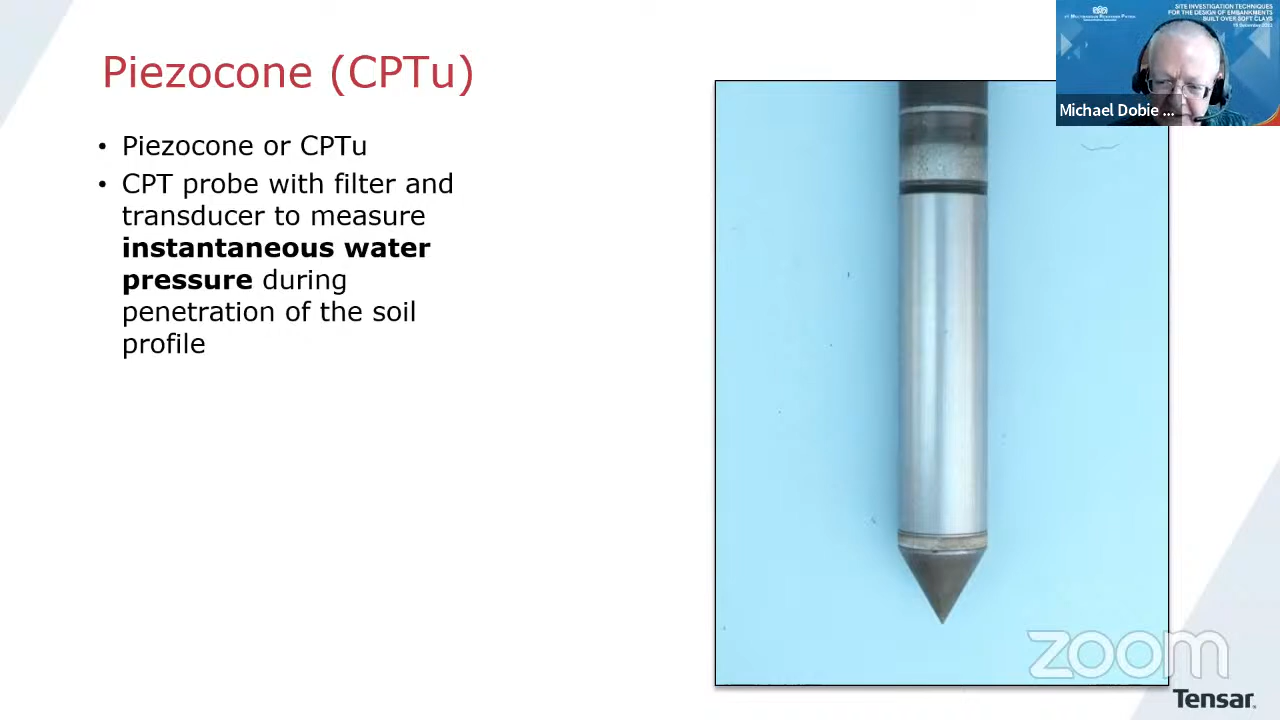 Piezocone (CPTu)
• Piezocone or CPTu
• CPT probe with filter and
transducer to measure
instantaneous water
pressure during
penetration of the soil
profile
SITE INVESTIGATION TECHNIQUES
FOR THE DESIGN OF EMBANKMENTS
BUILT OVER SOFT CLAYS
Michael Dobie ...
zoom
Tensar